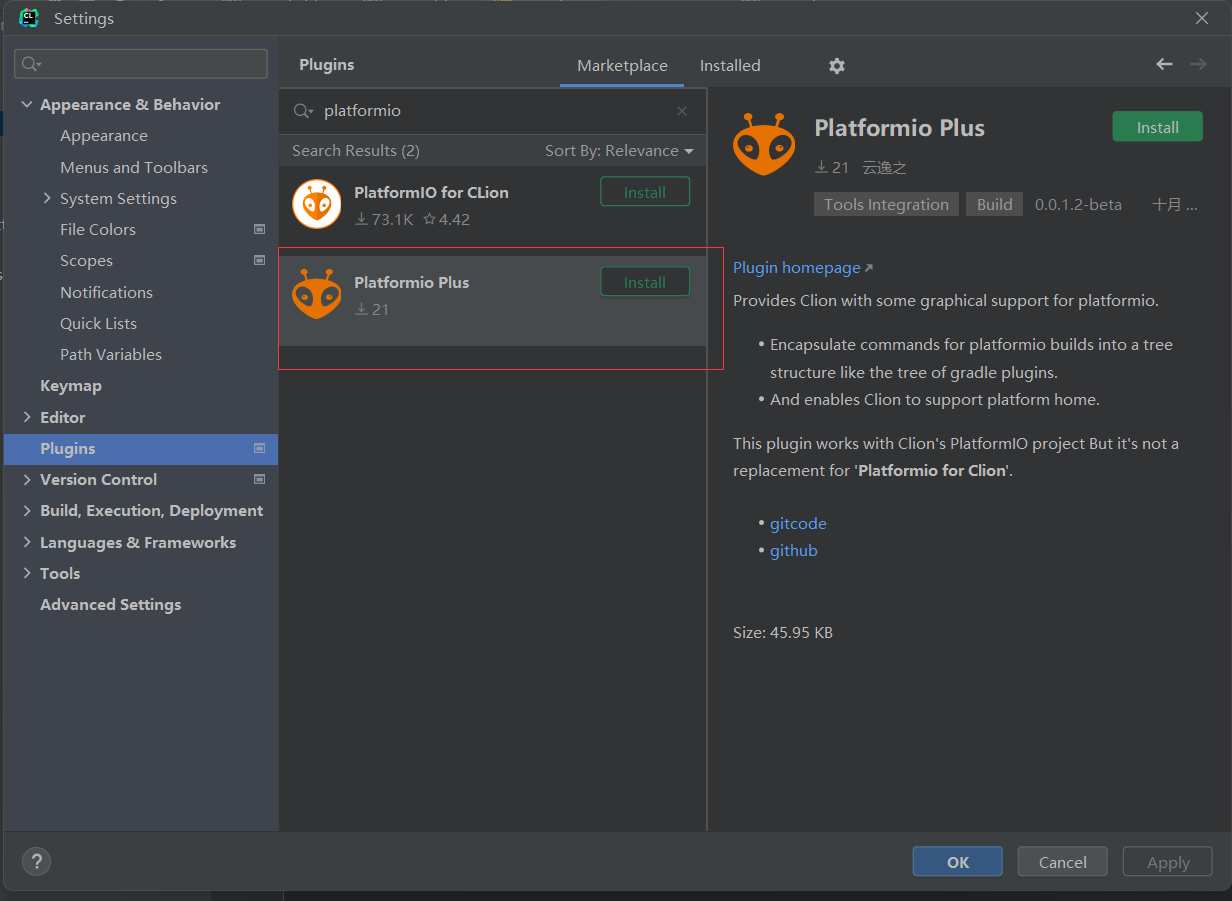 Settings
Plugins
Marketplace
Installed
Appearance & Behavior
Appearance
Menus and Toolbars
System Settings
File Colors
Scopes
Notifications
Quick Lists
Path Variables
Keymap
Editor
Plugins
Version Control
Build, Execution, Deployment
Languages & Frameworks
Tools
Advanced Settings
platformio
Search Results (2)
Sort By: Relevance
PlatformIO for CLion
Install
73.1K 4.42
Platformio Plus
Install
21
Platformio Plus
Install
21 云逸之
Tools Integration Build 0.0.1.2-beta 十月 ...
Plugin homepage
Provides Clion with some graphical support for platformio.
• Encapsulate commands for platformio builds into a tree
structure like the tree of gradle plugins.
• And enables Clion to support platform home.
This plugin works with Clion's PlatformIO project But it's not a
replacement for 'Platformio for Clion'.
• gitcode
• github
Size: 45.95 KB
?
OK
Cancel
Apply